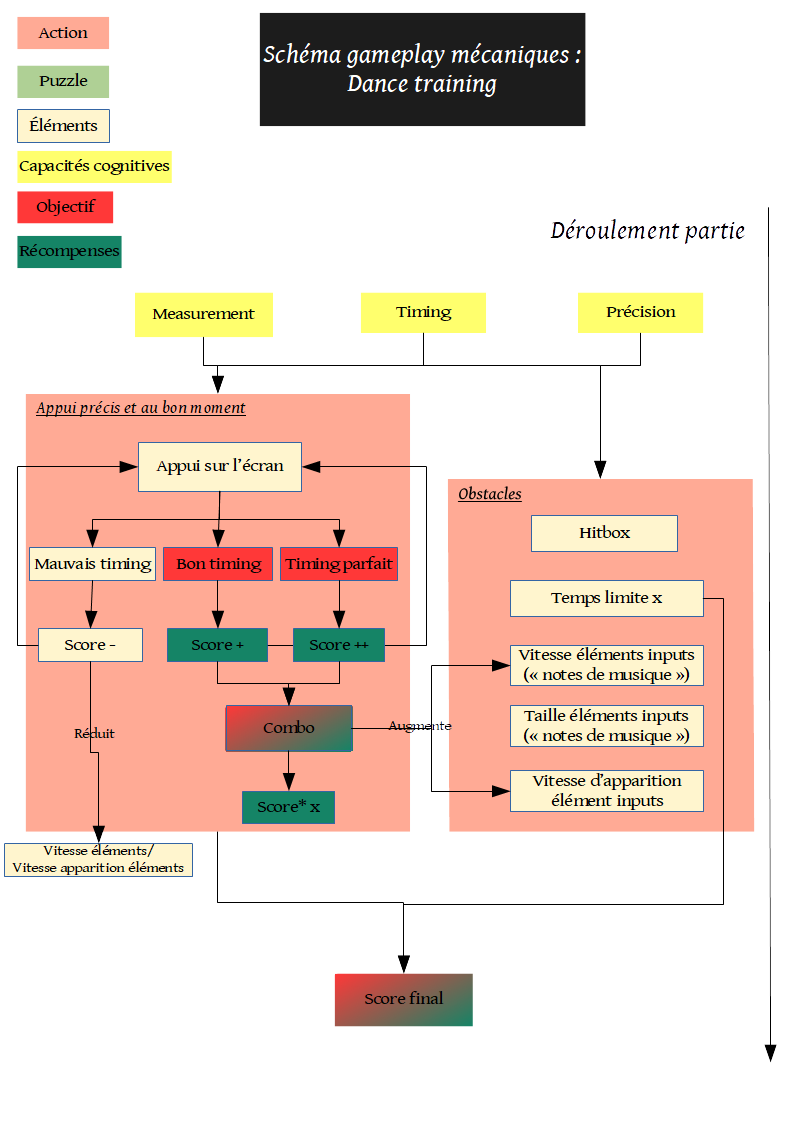 Action
Schéma gameplay mécaniques :
Dance training
Puzzle
Éléments
Capacités cognitives
Objectif
Récompenses
Déroulement partie
Measurement
Timing
Précision
Appui précis et au bon moment
Appui sur l'écran
Mauvais timing
Bon timing
Timing parfait
Score -
Score +
Score ++
Réduit
Combo
Augmente
Score* x
Vitesse éléments/
Vitesse apparition éléments
Obstacles
Hitbox
Temps limite x
Vitesse éléments inputs
(« notes de musique »)
Taille éléments inputs
(« notes de musique »)
Vitesse d'apparition
élément inputs
Score final